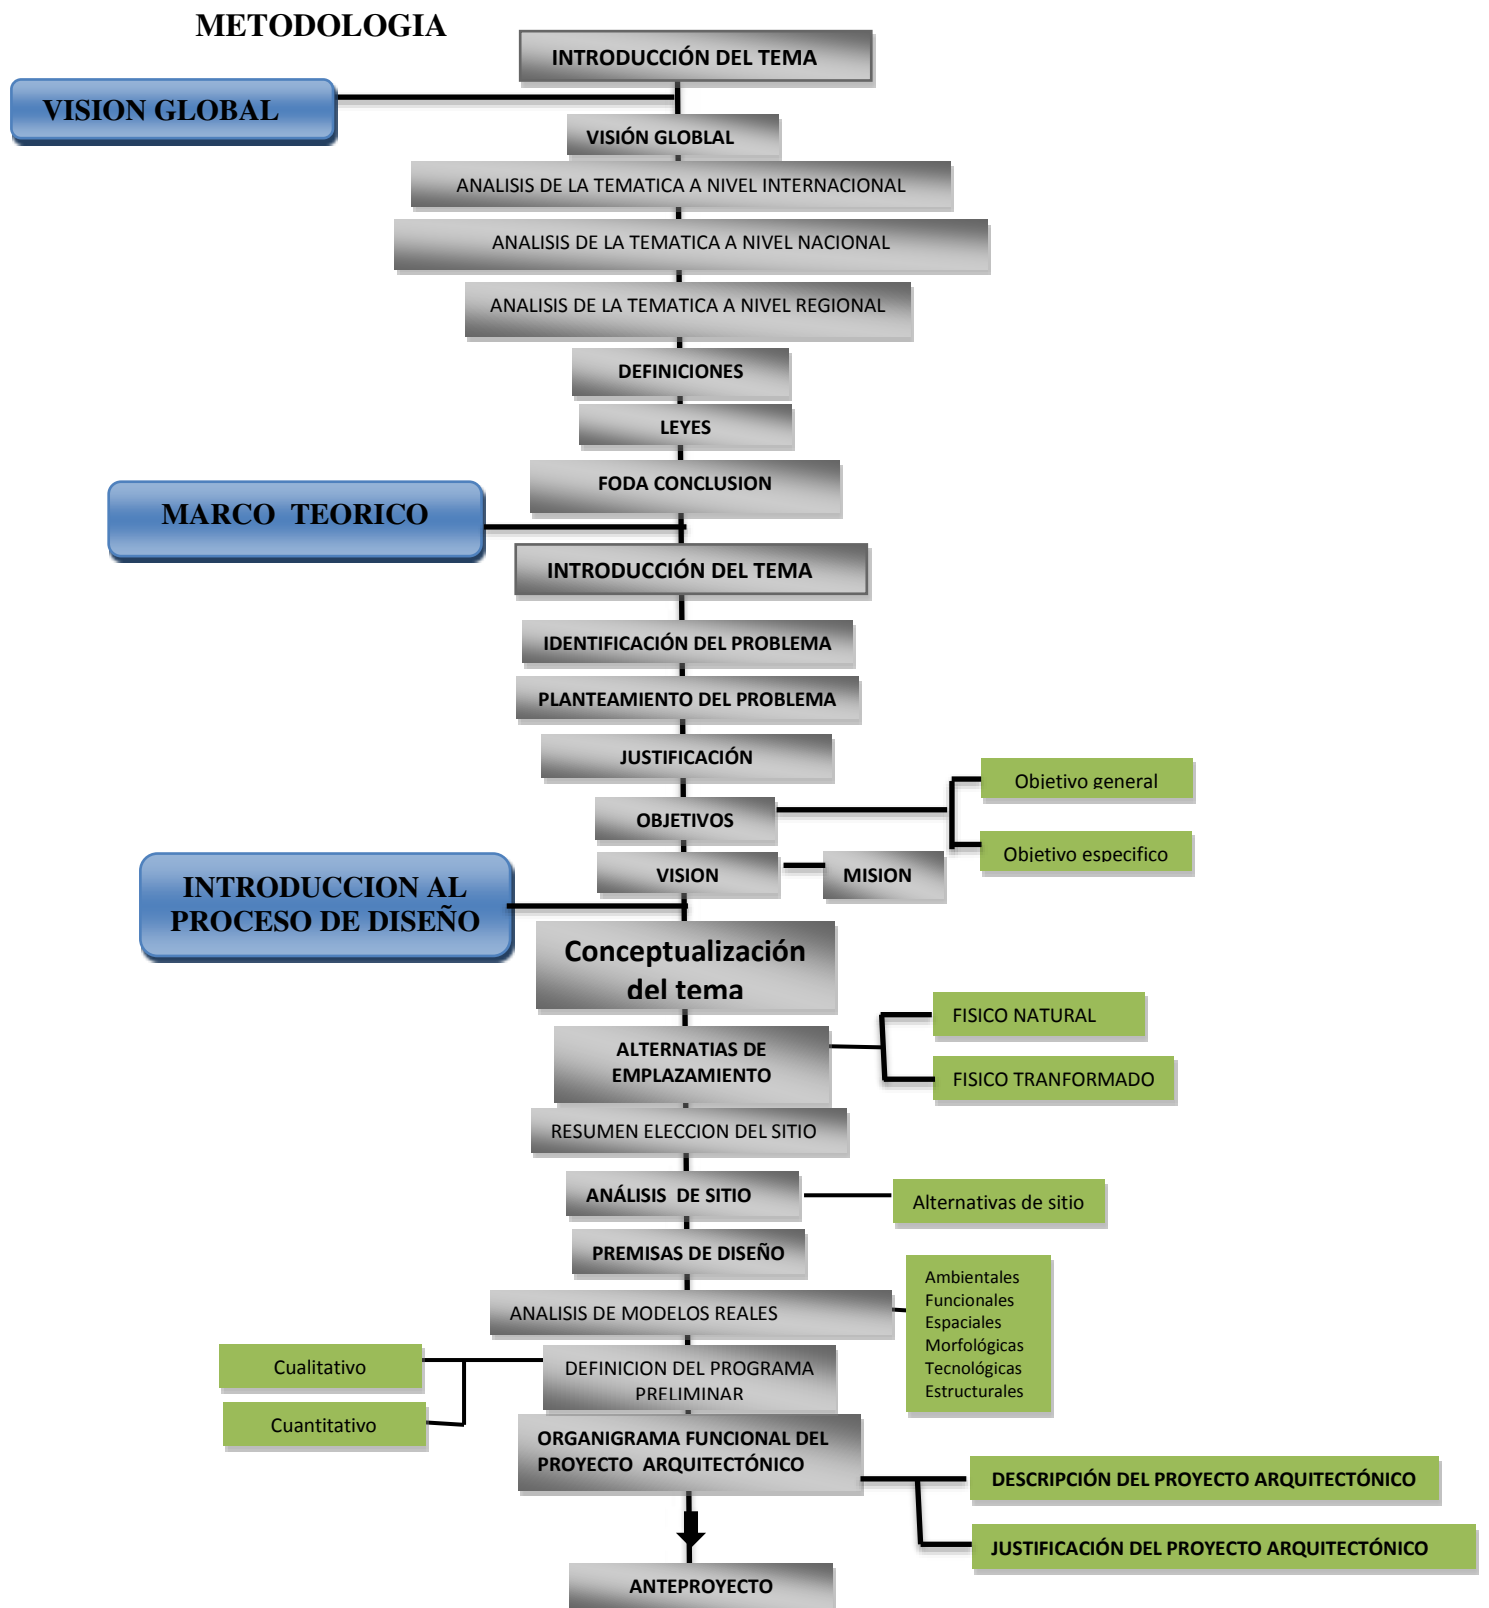 METODOLOGIA
INTRODUCCIÓN DEL TEMA
VISION GLOBAL
VISIÓN GLOBLAL
ANALISIS DE LA TEMATICA A NIVEL INTERNACIONAL
ANALISIS DE LA TEMATICA A NIVEL NACIONAL
ANALISIS DE LA TEMATICA A NIVEL REGIONAL
DEFINICIONES
LEYES
FODA CONCLUSION
MARCO TEORICO
INTRODUCCIÓN DEL TEMA
IDENTIFICACIÓN DEL PROBLEMA
PLANTEAMIENTO DEL PROBLEMA
JUSTIFICACIÓN
Objetivo general
OBJETIVOS
Objetivo especifico
VISION
MISION
INTRODUCCION AL
PROCESO DE DISEÑO
Conceptualización
del tema
FISICO NATURAL
ALTERNATIAS DE
EMPLAZAMIENTO
FISICO TRANFORMADO
RESUMEN ELECCION DEL SITIO
ANÁLISIS DE SITIO
Alternativas de sitio
PREMISAS DE DISEÑO
Ambientales
Funcionales
Espaciales
Morfológicas
Tecnológicas
Estructurales
ANALISIS DE MODELOS REALES
Cualitativo
DEFINICION DEL PROGRAMA
PRELIMINAR
Cuantitativo
ORGANIGRAMA FUNCIONAL DEL
PROYECTO ARQUITECTÓNICO
DESCRIPCIÓN DEL PROYECTO ARQUITECTÓNICO
JUSTIFICACIÓN DEL PROYECTO ARQUITECTÓNICO
ANTEPROYECTO